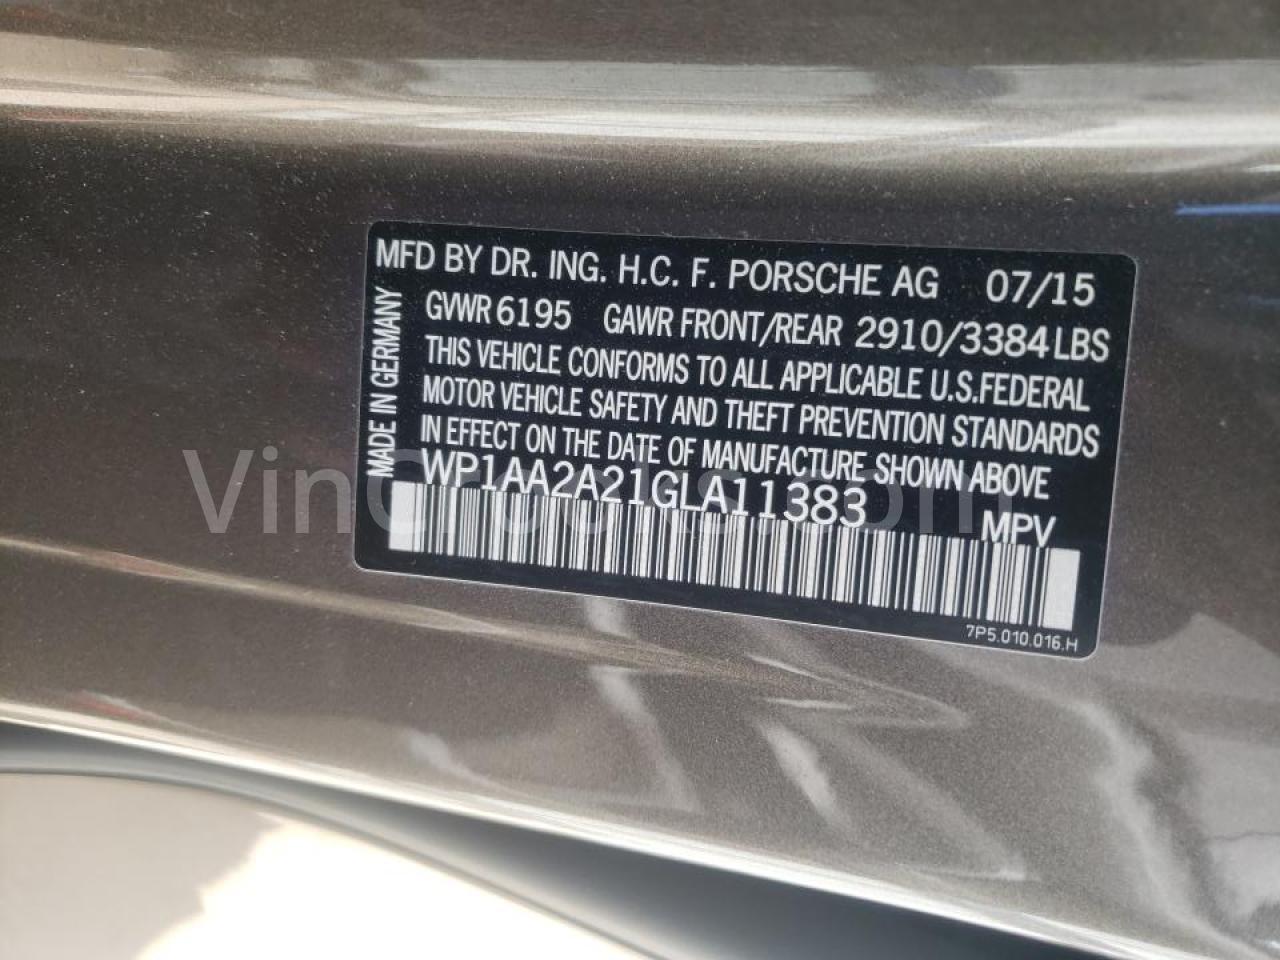 MFD BY DR. ING. H.C. F. PORSCHE AG 07/15
GVWR 6195 GAWR FRONT/REAR 2910/3384 LBS
THIS VEHICLE CONFORMS TO ALL APPLICABLE U.S.FEDERAL
MOTOR VEHICLE SAFETY AND THEFT PREVENTION STANDARDS
IN EFFECT ON THE DATE OF MANUFACTURE SHOWN ABOVE
WP1AA2A21GLA11383 MPV
7P5.010.016.H
MADE IN GERMANY
VinCrooks.com